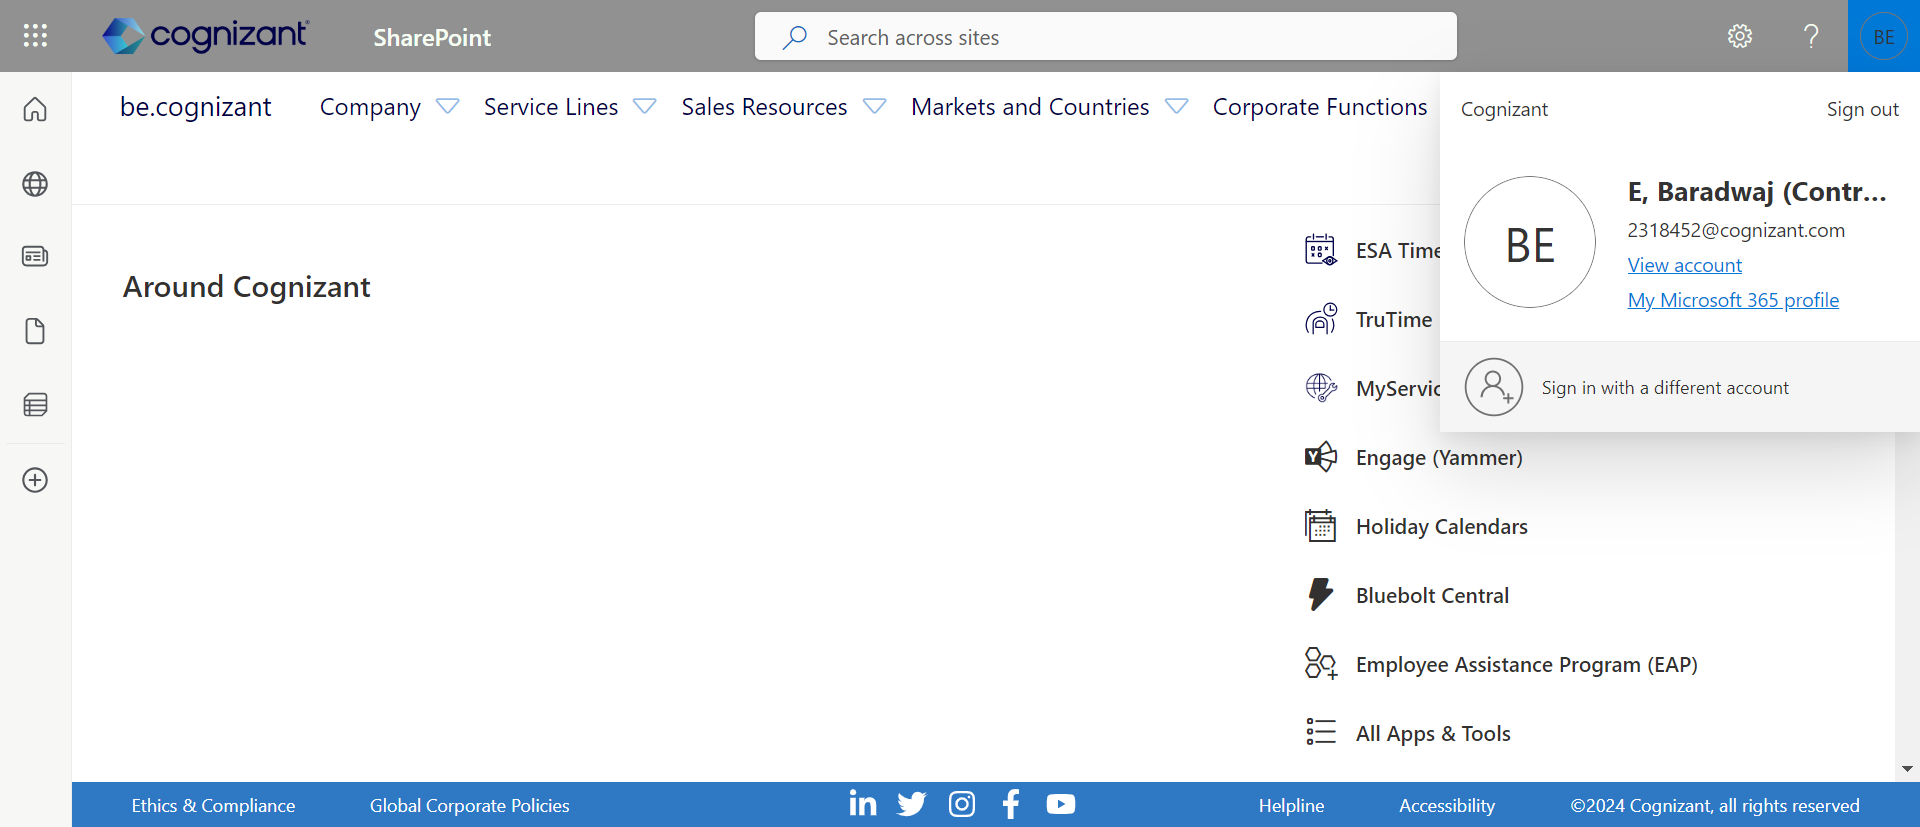 cognizant
SharePoint
Search across sites
?
BE
be.cognizant
Company
Service Lines
Sales Resources
Markets and Countries
Corporate Functions
Cognizant
Sign out
BE
E, Baradwaj (Contr...
2318452@cognizant.com
View account
My Microsoft 365 profile
Sign in with a different account
Around Cognizant
ESA Time
TruTime
MyServic
Engage (Yammer)
Holiday Calendars
Bluebolt Central
Employee Assistance Program (EAP)
All Apps & Tools
Ethics & Compliance
Global Corporate Policies
Helpline
Accessibility
©2024 Cognizant, all rights reserved